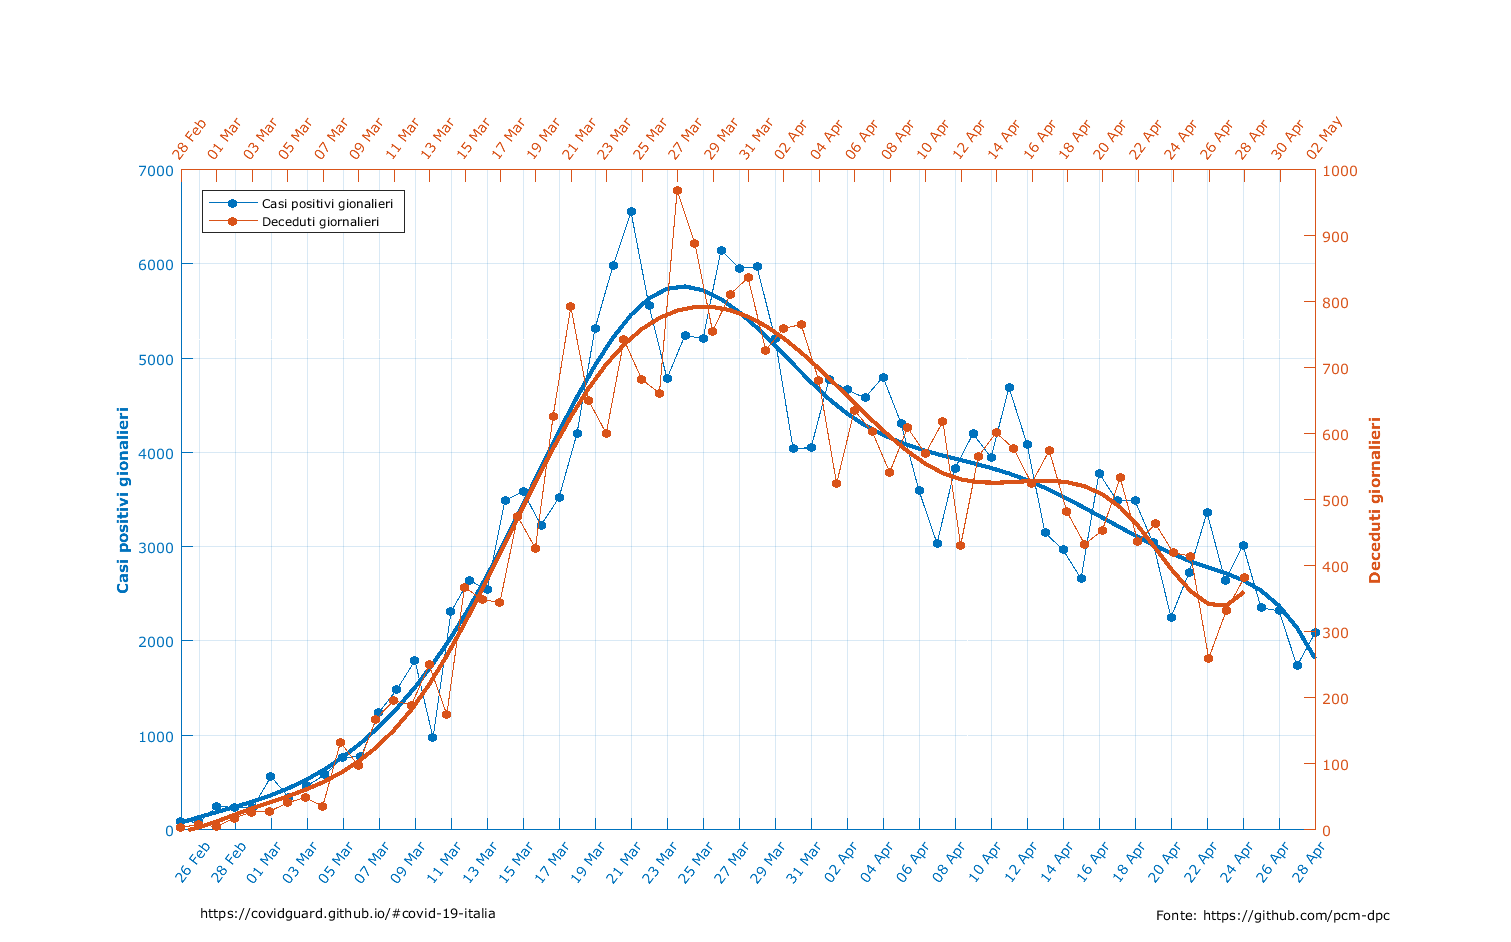 28 Feb 01 Mar 03 Mar 05 Mar 07 Mar 09 Mar 11 Mar 13 Mar 15 Mar 17 Mar 19 Mar 21 Mar 23 Mar 25 Mar 27 Mar 29 Mar 31 Mar 02 Apr 04 Apr 06 Apr 08 Apr 10 Apr 12 Apr 14 Apr 16 Apr 18 Apr 20 Apr 22 Apr 24 Apr 26 Apr 28 Apr 30 Apr 02 May
7000
6000
5000
4000
3000
2000
1000
0
Casi positivi gionalieri
Casi positivi gionalieri
Deceduti giornalieri
1000
900
800
700
600
500
400
300
200
100
0
Deceduti giornalieri
26 Feb 28 Feb 01 Mar 03 Mar 05 Mar 07 Mar 09 Mar 11 Mar 13 Mar 15 Mar 17 Mar 19 Mar 21 Mar 23 Mar 25 Mar 27 Mar 29 Mar 31 Mar 02 Apr 04 Apr 06 Apr 08 Apr 10 Apr 12 Apr 14 Apr 16 Apr 18 Apr 20 Apr 22 Apr 24 Apr 26 Apr 28 Apr
https://covidguard.github.io/#covid-19-italia
Fonte: https://github.com/pcm-dpc